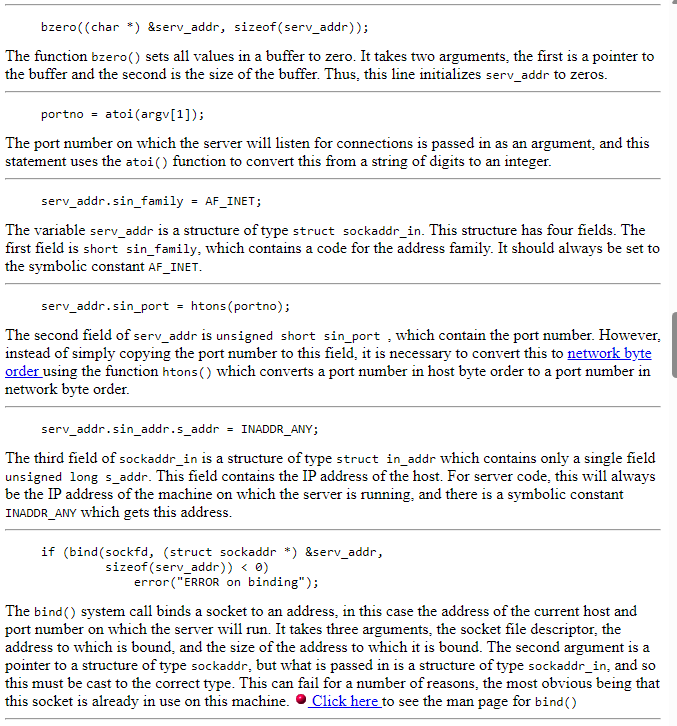 bzero((char *) &serv_addr, sizeof(serv_addr));
The function bzero() sets all values in a buffer to zero. It takes two arguments, the first is a pointer to
the buffer and the second is the size of the buffer. Thus, this line initializes serv_addr to zeros.
portno = atoi(argv[1]);
The port number on which the server will listen for connections is passed in as an argument, and this
statement uses the atoi() function to convert this from a string of digits to an integer.
serv_addr.sin_family = AF_INET;
The variable serv_addr is a structure of type struct sockaddr_in. This structure has four fields. The
first field is short sin_family, which contains a code for the address family. It should always be set to
the symbolic constant AF_INET.
serv_addr.sin_port = htons(portno);
The second field of serv_addr is unsigned short sin_port , which contain the port number. However,
instead of simply copying the port number to this field, it is necessary to convert this to network byte
order using the function htons() which converts a port number in host byte order to a port number in
network byte order.
serv_addr.sin_addr.s_addr = INADDR_ANY;
The third field of sockaddr_in is a structure of type struct in_addr which contains only a single field
unsigned long s_addr. This field contains the IP address of the host. For server code, this will always
be the IP address of the machine on which the server is running, and there is a symbolic constant
INADDR_ANY which gets this address.
if (bind(sockfd, (struct sockaddr *) &serv_addr,
sizeof(serv_addr)) < 0)
error("ERROR on binding");
The bind() system call binds a socket to an address, in this case the address of the current host and
port number on which the server will run. It takes three arguments, the socket file descriptor, the
address to which is bound, and the size of the address to which it is bound. The second argument is a
pointer to a structure of type sockaddr, but what is passed in is a structure of type sockaddr_in, and so
this must be cast to the correct type. This can fail for a number of reasons, the most obvious being that
this socket is already in use on this machine. Click here to see the man page for bind()